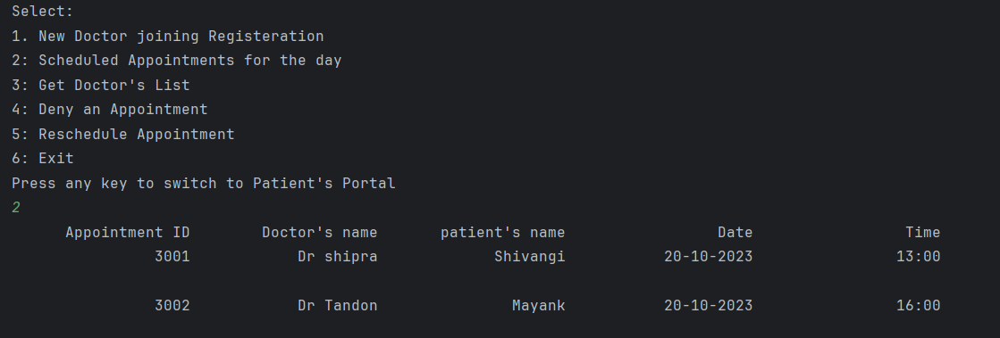 Select:
1. New Doctor joining Registeration
2: Scheduled Appointments for the day
3: Get Doctor's List
4: Deny an Appointment
5: Reschedule Appointment
6: Exit
Press any key to switch to Patient's Portal
2
Appointment ID Doctor's name patient's name Date Time
3001 Dr shipra Shivangi 20-10-2023 13:00
3002 Dr Tandon Mayank 20-10-2023 16:00